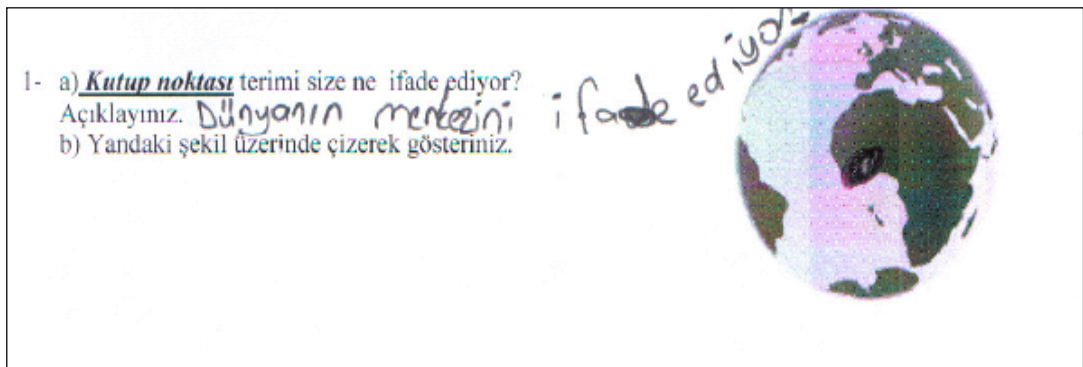 1- a) Kutup noktası terimi size ne ifade ediyor?
Açıklayınız. Dünyanın merkezini ifade ediyor
b) Yandaki şekil üzerinde çizerek gösteriniz.